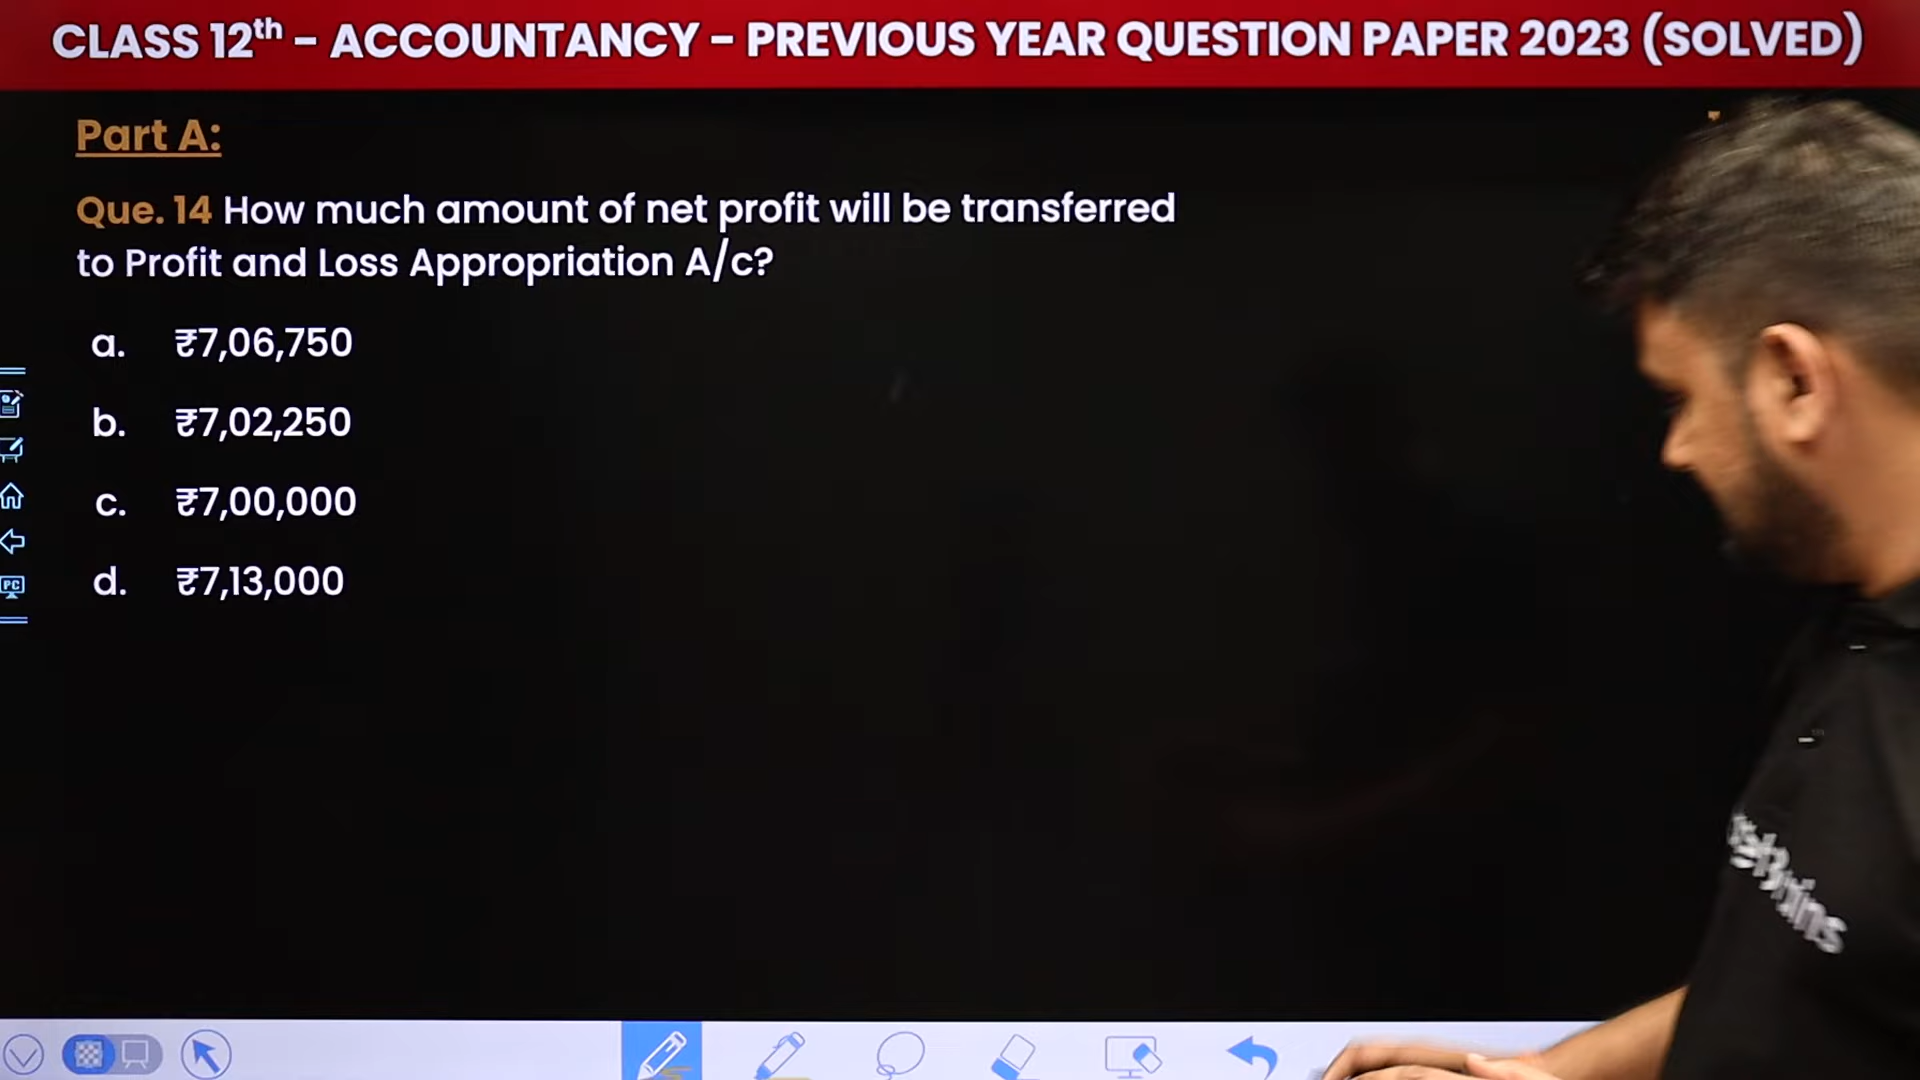 CLASS 12th – ACCOUNTANCY – PREVIOUS YEAR QUESTION PAPER 2023 (SOLVED)
Part A:
Que. 14 How much amount of net profit will be transferred
to Profit and Loss Appropriation A/c?
a. ₹7,06,750
b. ₹7,02,250
c. ₹7,00,000
d. ₹7,13,000
PC